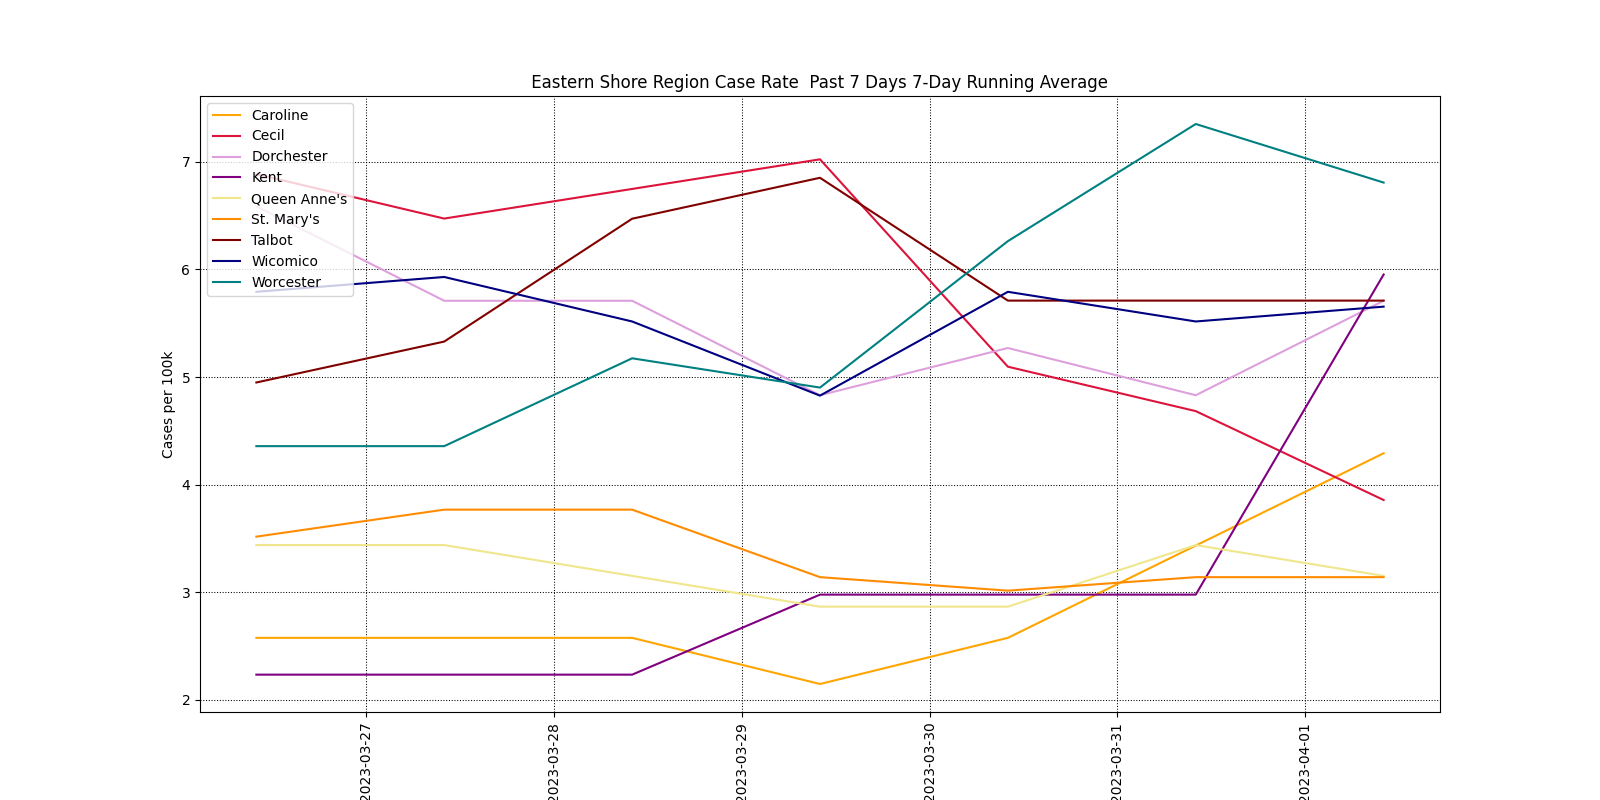 Eastern Shore Region Case Rate  Past 7 Days 7-Day Running Average
Caroline
Cecil
Dorchester
Kent
Queen Anne's
St. Mary's
Talbot
Wicomico
Worcester
Cases per 100k
7
6
5
4
3
2
2023-03-27
2023-03-28
2023-03-29
2023-03-30
2023-03-31
2023-04-01